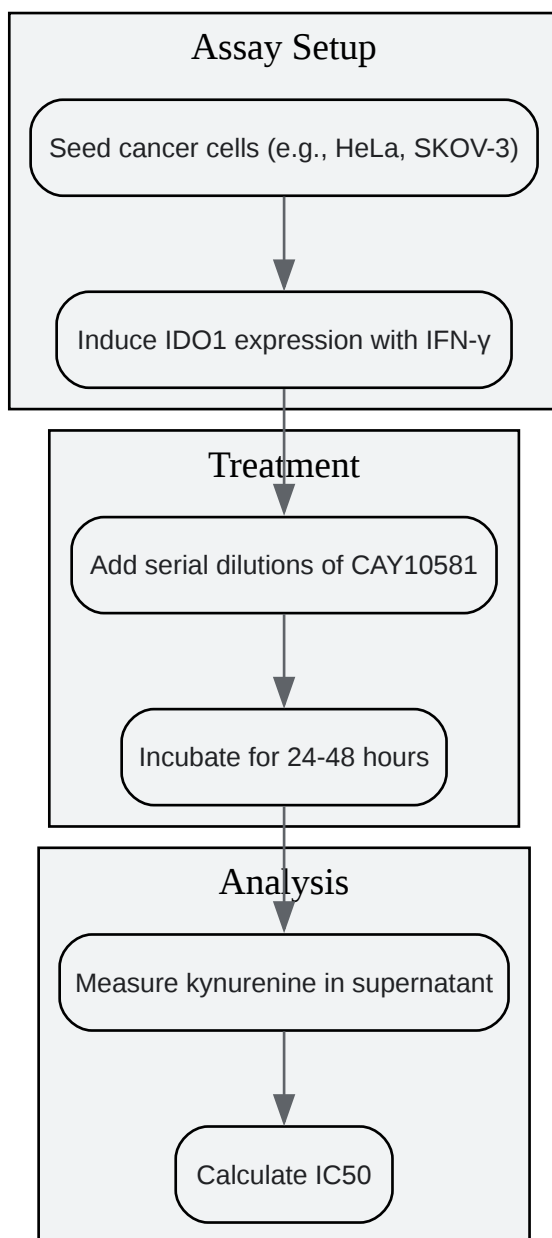 Assay Setup
Seed cancer cells (e.g., HeLa, SKOV-3)
Induce IDO1 expression with IFN-γ
Treatment
Add serial dilutions of CAY10581
Incubate for 24-48 hours
Analysis
Measure kynurenine in supernatant
Calculate IC50